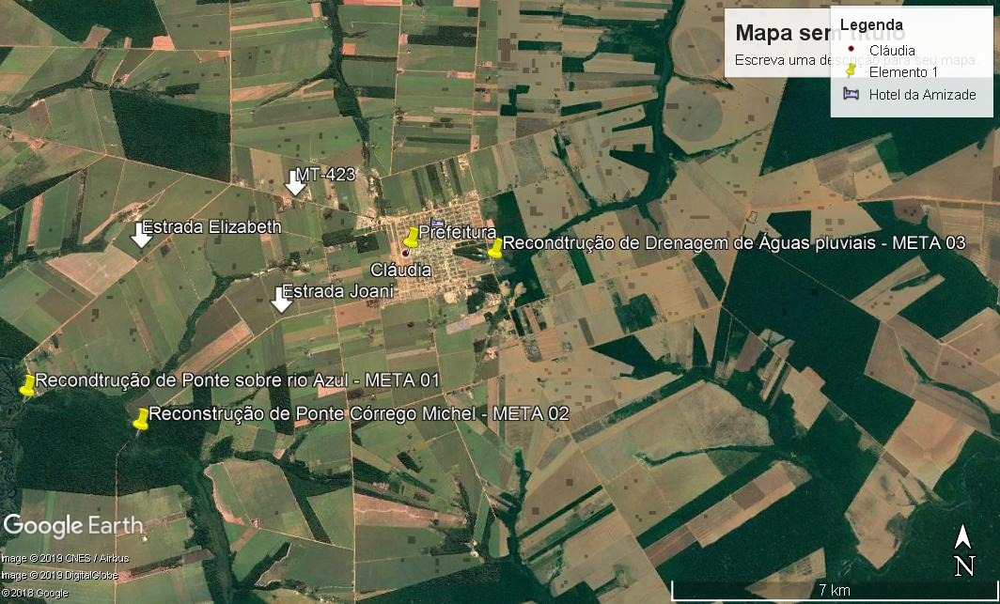 Mapa sem título
Escreva uma descrição para seu mapa.
Legenda
Cláudia
Elemento 1
Hotel da Amizade
MT-423
Estrada Elizabeth
Prefeitura
Recondtrução de Drenagem de Águas pluviais - META 03
Cláudia
Estrada Joani
Recondtrução de Ponte sobre rio Azul - META 01
Reconstrução de Ponte Córrego Michel - META 02
Google Earth
Image © 2019 CNES / Airbus
Image © 2019 DigitalGlobe
© 2018 Google
N
7 km